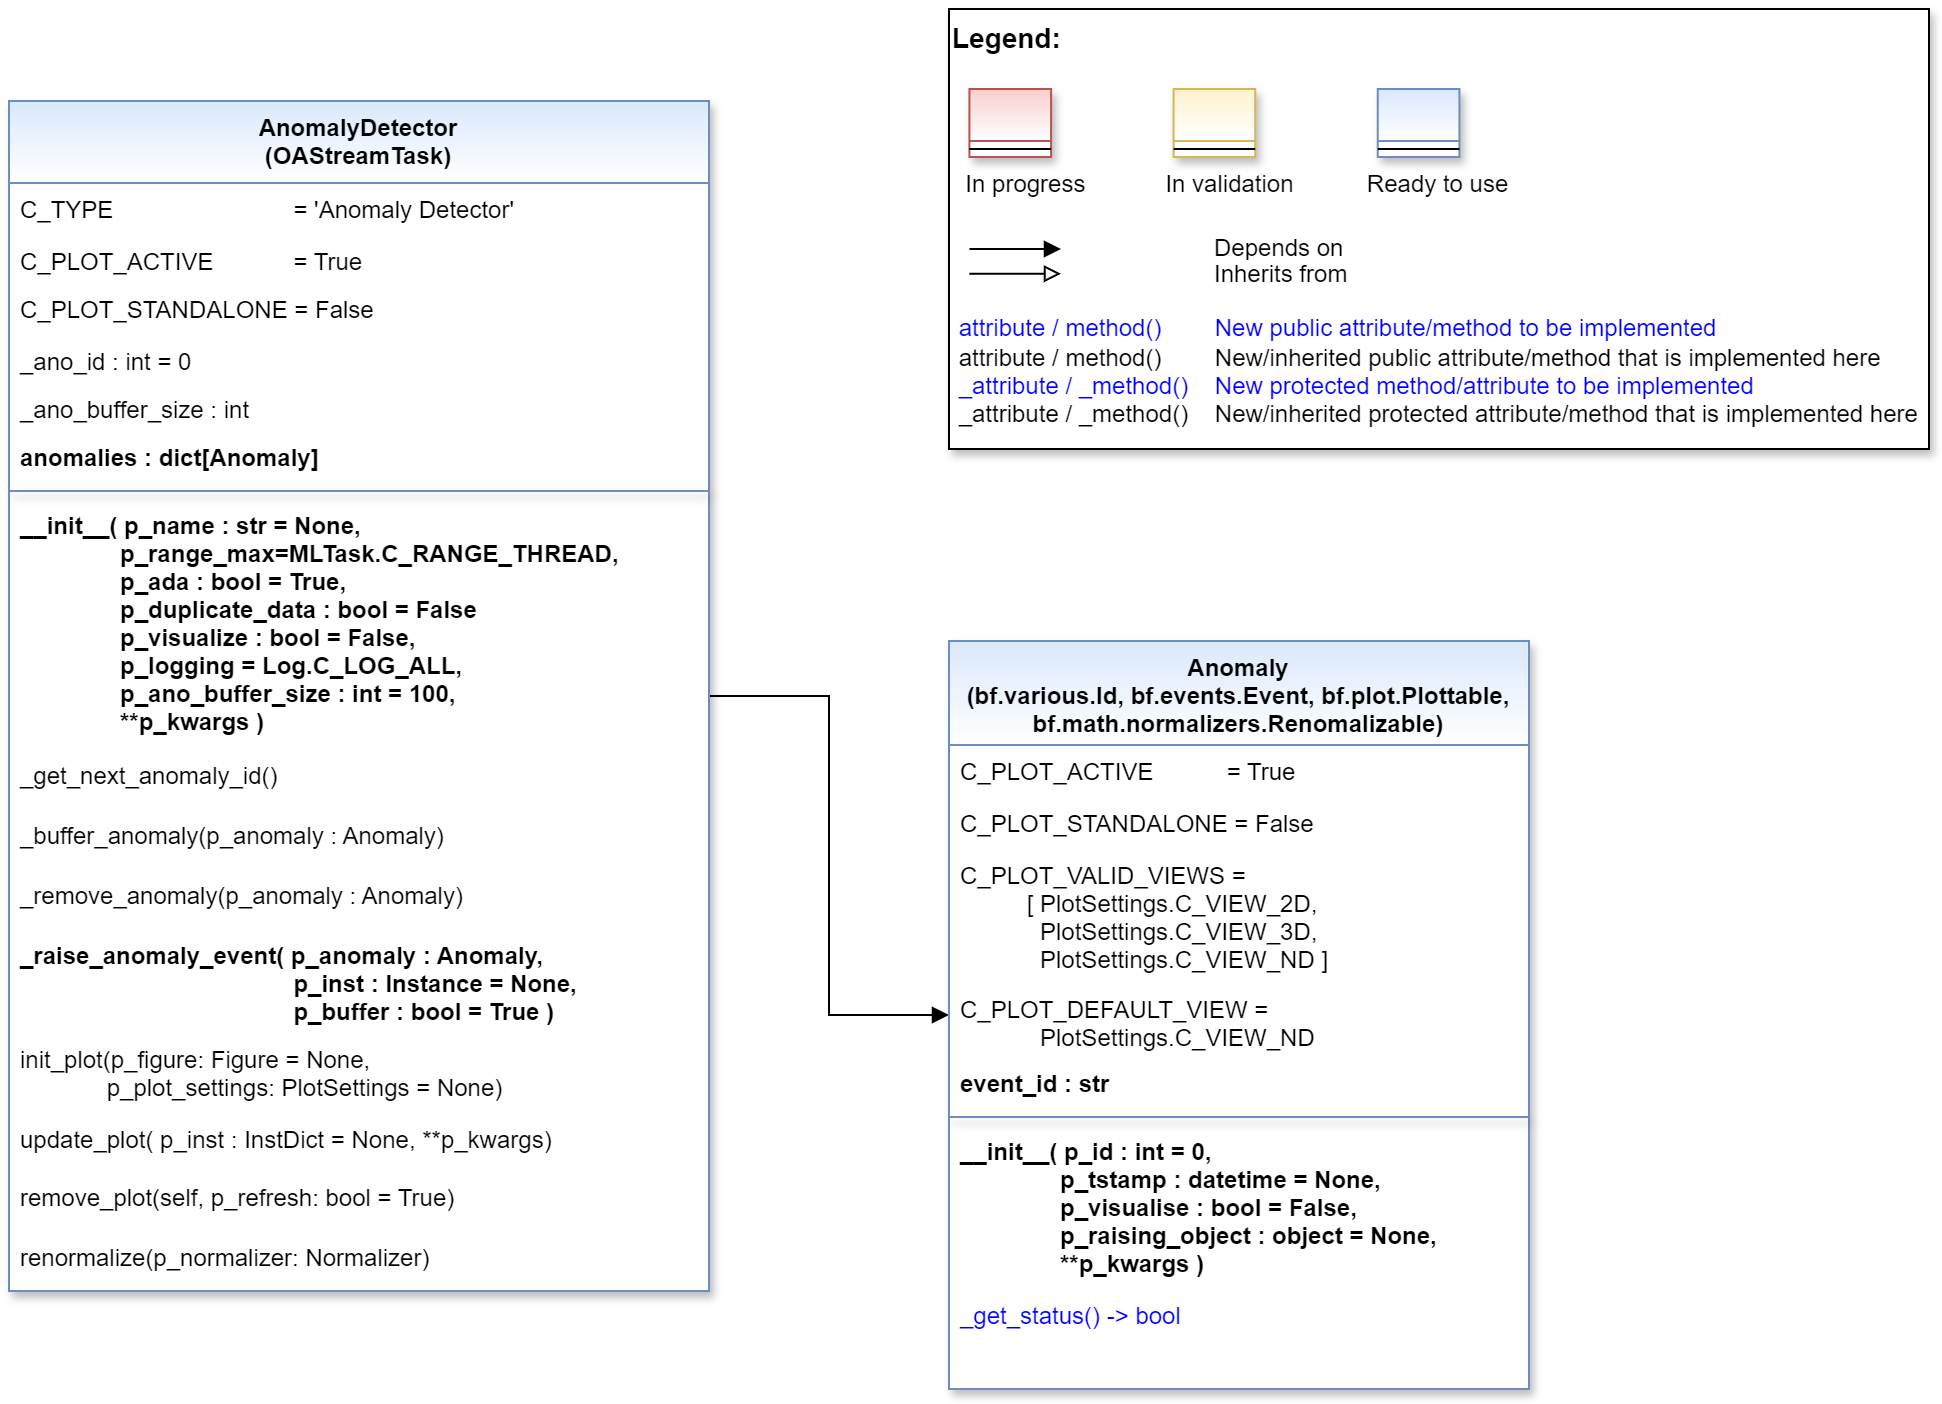 Legend:
In progress
In validation
Ready to use
Depends on
Inherits from
attribute / method() New public attribute/method to be implemented
attribute / method() New/inherited public attribute/method that is implemented here
_attribute / _method() New protected method/attribute to be implemented
_attribute / _method() New/inherited protected attribute/method that is implemented here
AnomalyDetector
(OAStreamTask)
C_TYPE = 'Anomaly Detector'
C_PLOT_ACTIVE = True
C_PLOT_STANDALONE = False
_ano_id : int = 0
_ano_buffer_size : int
anomalies : dict[Anomaly]
__init__( p_name : str = None,
p_range_max=MLTask.C_RANGE_THREAD,
p_ada : bool = True,
p_duplicate_data : bool = False
p_visualize : bool = False,
p_logging = Log.C_LOG_ALL,
p_ano_buffer_size : int = 100,
**p_kwargs )
_get_next_anomaly_id()
_buffer_anomaly(p_anomaly : Anomaly)
_remove_anomaly(p_anomaly : Anomaly)
_raise_anomaly_event( p_anomaly : Anomaly,
p_inst : Instance = None,
p_buffer : bool = True )
init_plot(p_figure: Figure = None,
p_plot_settings: PlotSettings = None)
update_plot( p_inst : InstDict = None, **p_kwargs)
remove_plot(self, p_refresh: bool = True)
renormalize(p_normalizer: Normalizer)
Anomaly
(bf.various.Id, bf.events.Event, bf.plot.Plottable,
bf.math.normalizers.Renomalizable)
C_PLOT_ACTIVE = True
C_PLOT_STANDALONE = False
C_PLOT_VALID_VIEWS =
[ PlotSettings.C_VIEW_2D,
PlotSettings.C_VIEW_3D,
PlotSettings.C_VIEW_ND ]
C_PLOT_DEFAULT_VIEW =
PlotSettings.C_VIEW_ND
event_id : str
__init__( p_id : int = 0,
p_tstamp : datetime = None,
p_visualise : bool = False,
p_raising_object : object = None,
**p_kwargs )
_get_status() -> bool